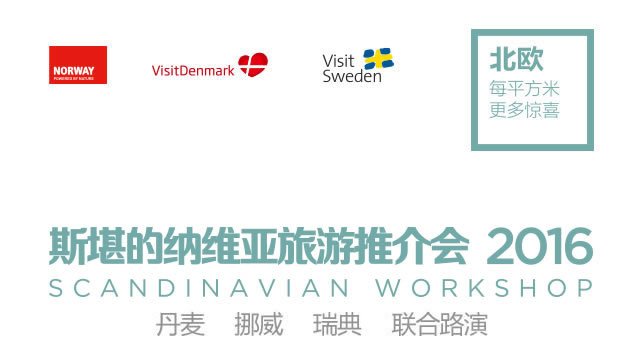 NORWAY
POWERED BY NATURE
VisitDenmark
Visit
Sweden
北欧
每平方米
更多惊喜
斯堪的纳维亚旅游推介会 2016
SCANDINAVIAN WORKSHOP
丹麦 挪威 瑞典 联合路演